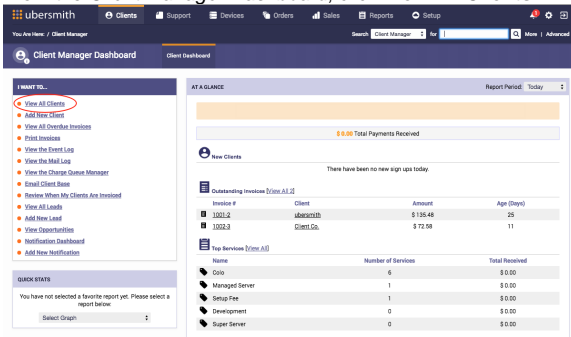 ubersmith Clients Support Devices Orders Sales Reports Setup
You Are Here: / Client Manager Search Client Manager for More | Advanced
Client Manager Dashboard Client Dashboard
I WANT TO...
View All Clients
Add New Client
View All Overdue Invoices
Print Invoices
View the Event Log
View the Mail Log
View the Charge Queue Manager
Email Client Base
Review When My Clients Are Invoiced
View All Leads
Add New Lead
View Opportunities
Notification Dashboard
Add New Notification
QUICK STATS
You have not selected a favorite report yet. Please select a
report below:
Select Graph
AT A GLANCE Report Period: Today
$ 0.00 Total Payments Received
New Clients
There have been no new sign ups today.
Outstanding Invoices [View All 2]
Invoice # Client Amount Age (Days)
1001-2 ubersmith $ 135.48 25
1002-3 Client Co. $ 72.58 11
Top Services [View All]
Name Number of Services Total Received
Colo 6 $ 0.00
Managed Server 1 $ 0.00
Setup Fee 1 $ 0.00
Development 0 $ 0.00
Super Server 0 $ 0.00